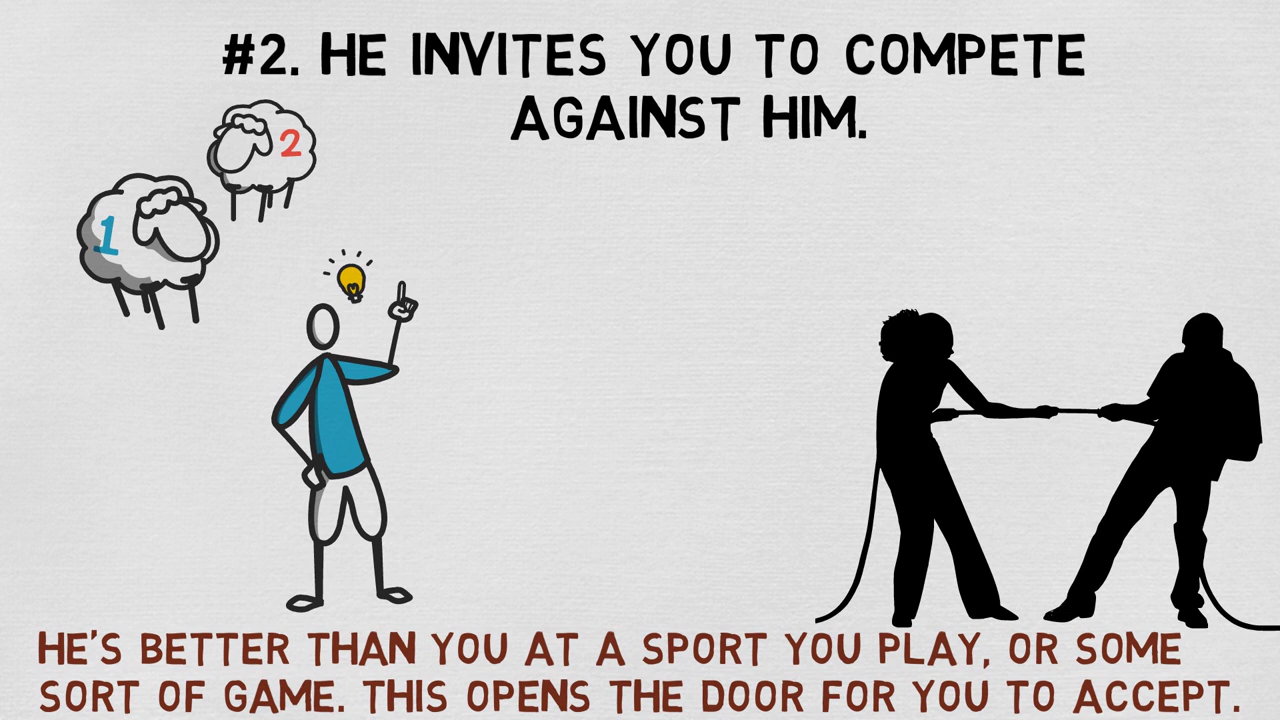 #2. HE INVITES YOU TO COMPETE
AGAINST HIM.
2
1
HE'S BETTER THAN YOU AT A SPORT YOU PLAY, OR SOME
SORT OF GAME. THIS OPENS THE DOOR FOR YOU TO ACCEPT.